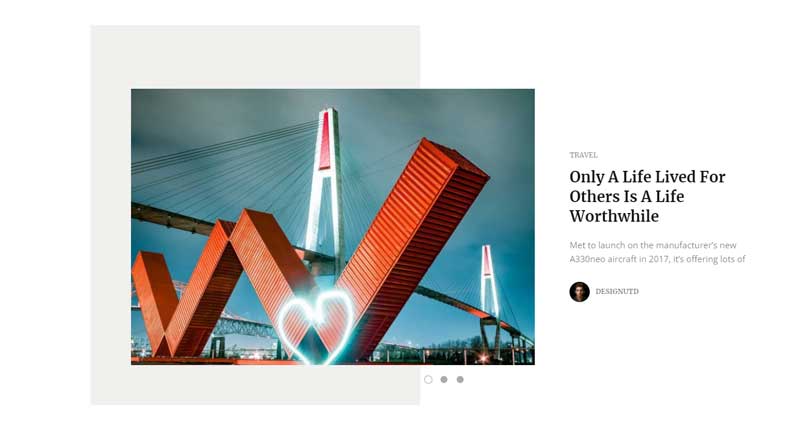 TRAVEL
Only A Life Lived For
Others Is A Life
Worthwhile
Met to launch on the manufacturer's new
A330neo aircraft in 2017, it's offering lots of
DESIGNUTD